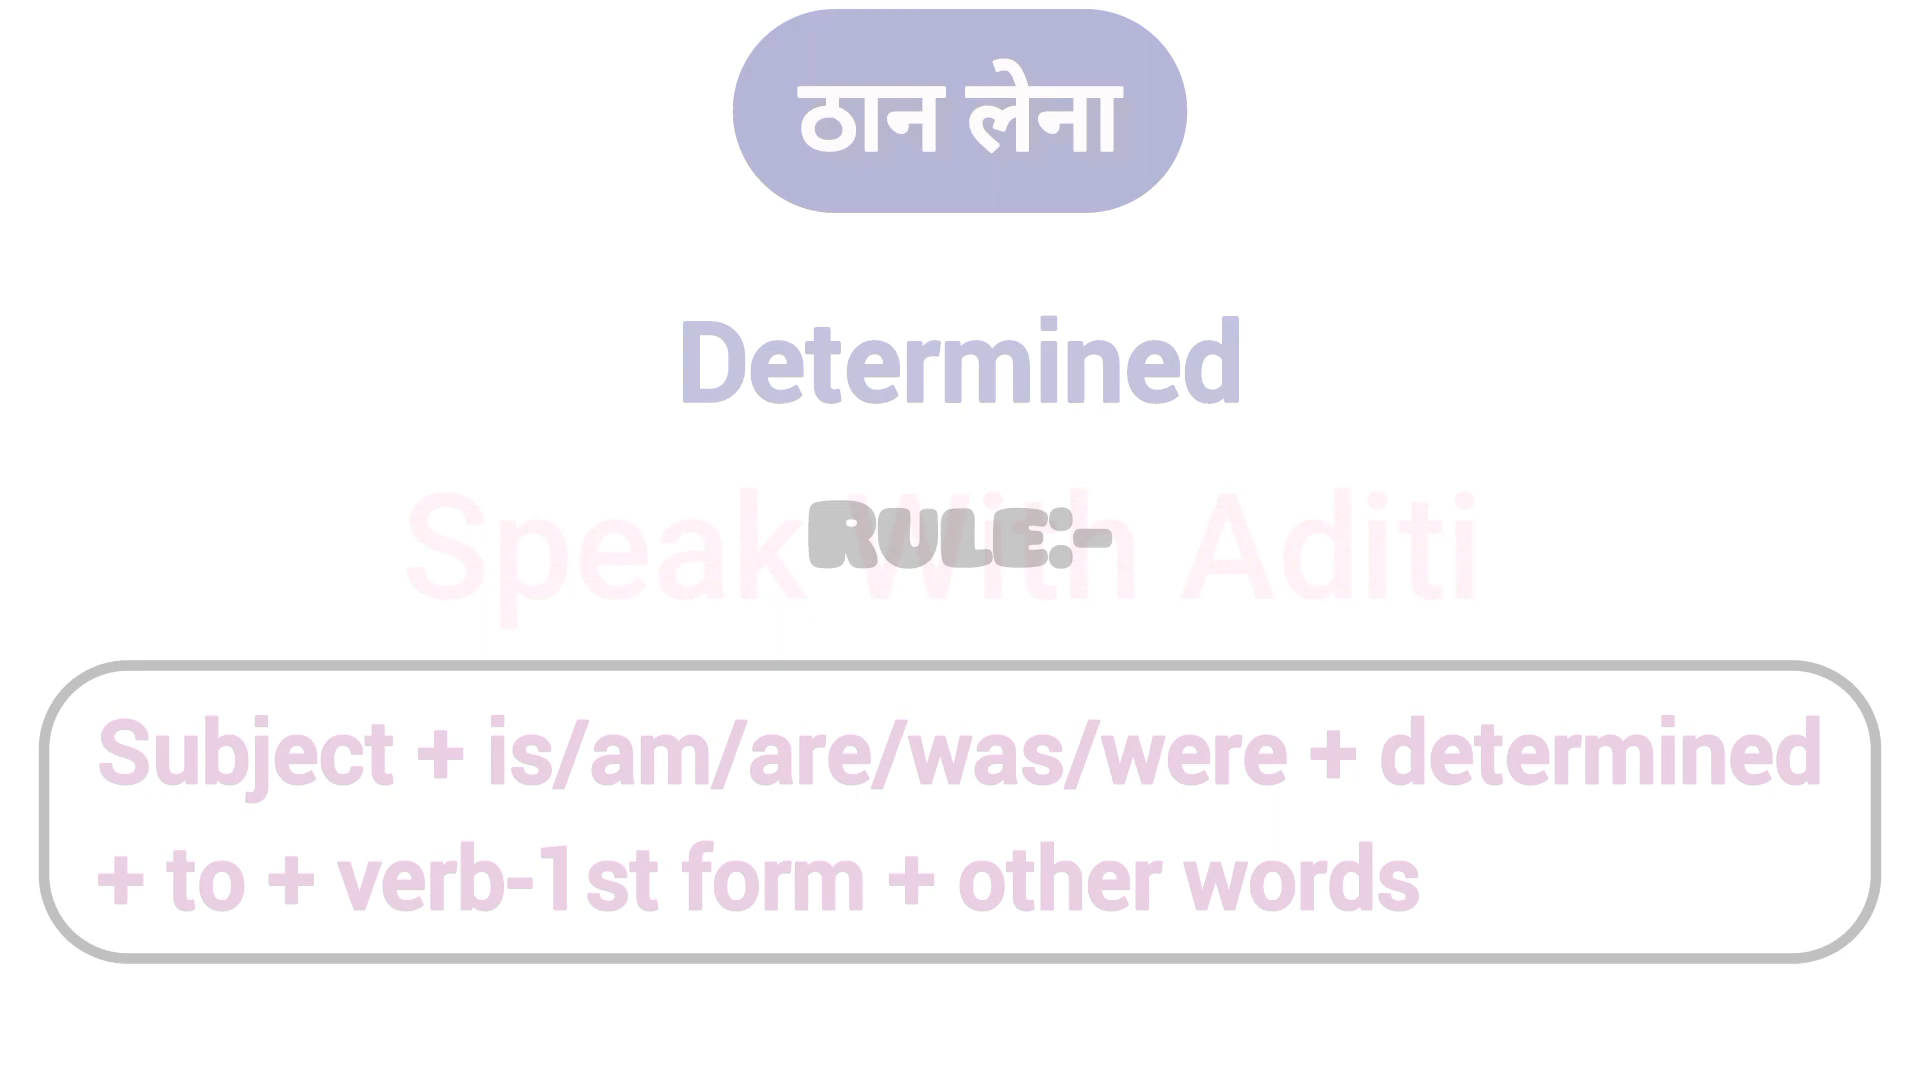 ठान लेना
Determined
Speak With Aditi
RULE:-
Subject + is/am/are/was/were + determined
+ to + verb-1st form + other words